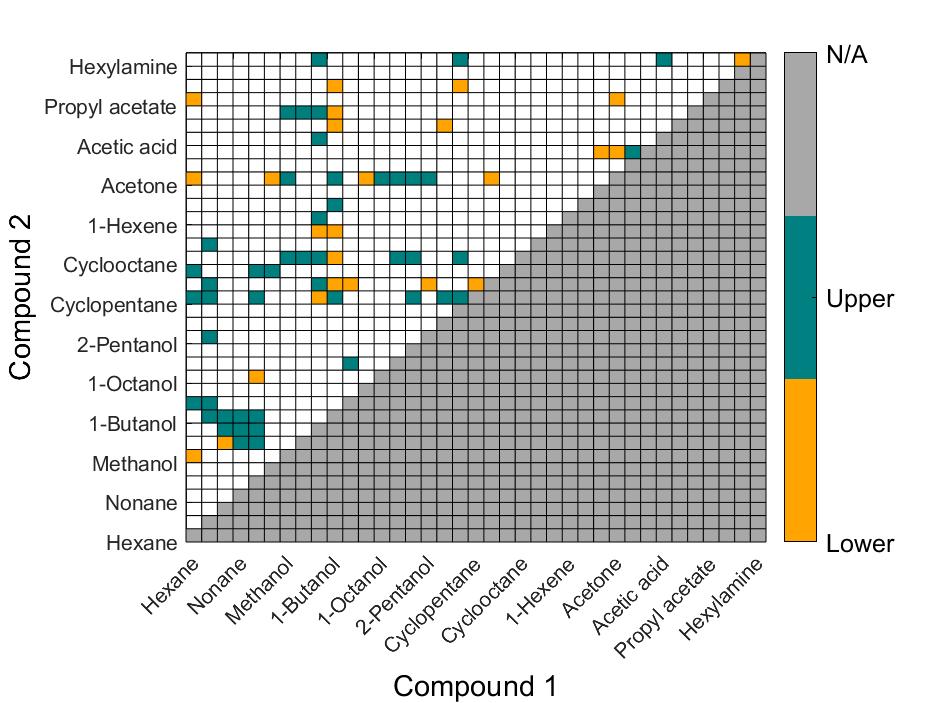 Hexylamine
Propyl acetate
Acetic acid
Acetone
1-Hexene
Cyclooctane
Cyclopentane
2-Pentanol
1-Octanol
1-Butanol
Methanol
Nonane
Hexane
Compound 2
Hexane
Nonane
Methanol
1-Butanol
1-Octanol
2-Pentanol
Cyclopentane
Cyclooctane
1-Hexene
Acetone
Acetic acid
Propyl acetate
Hexylamine
Compound 1
N/A
Upper
Lower